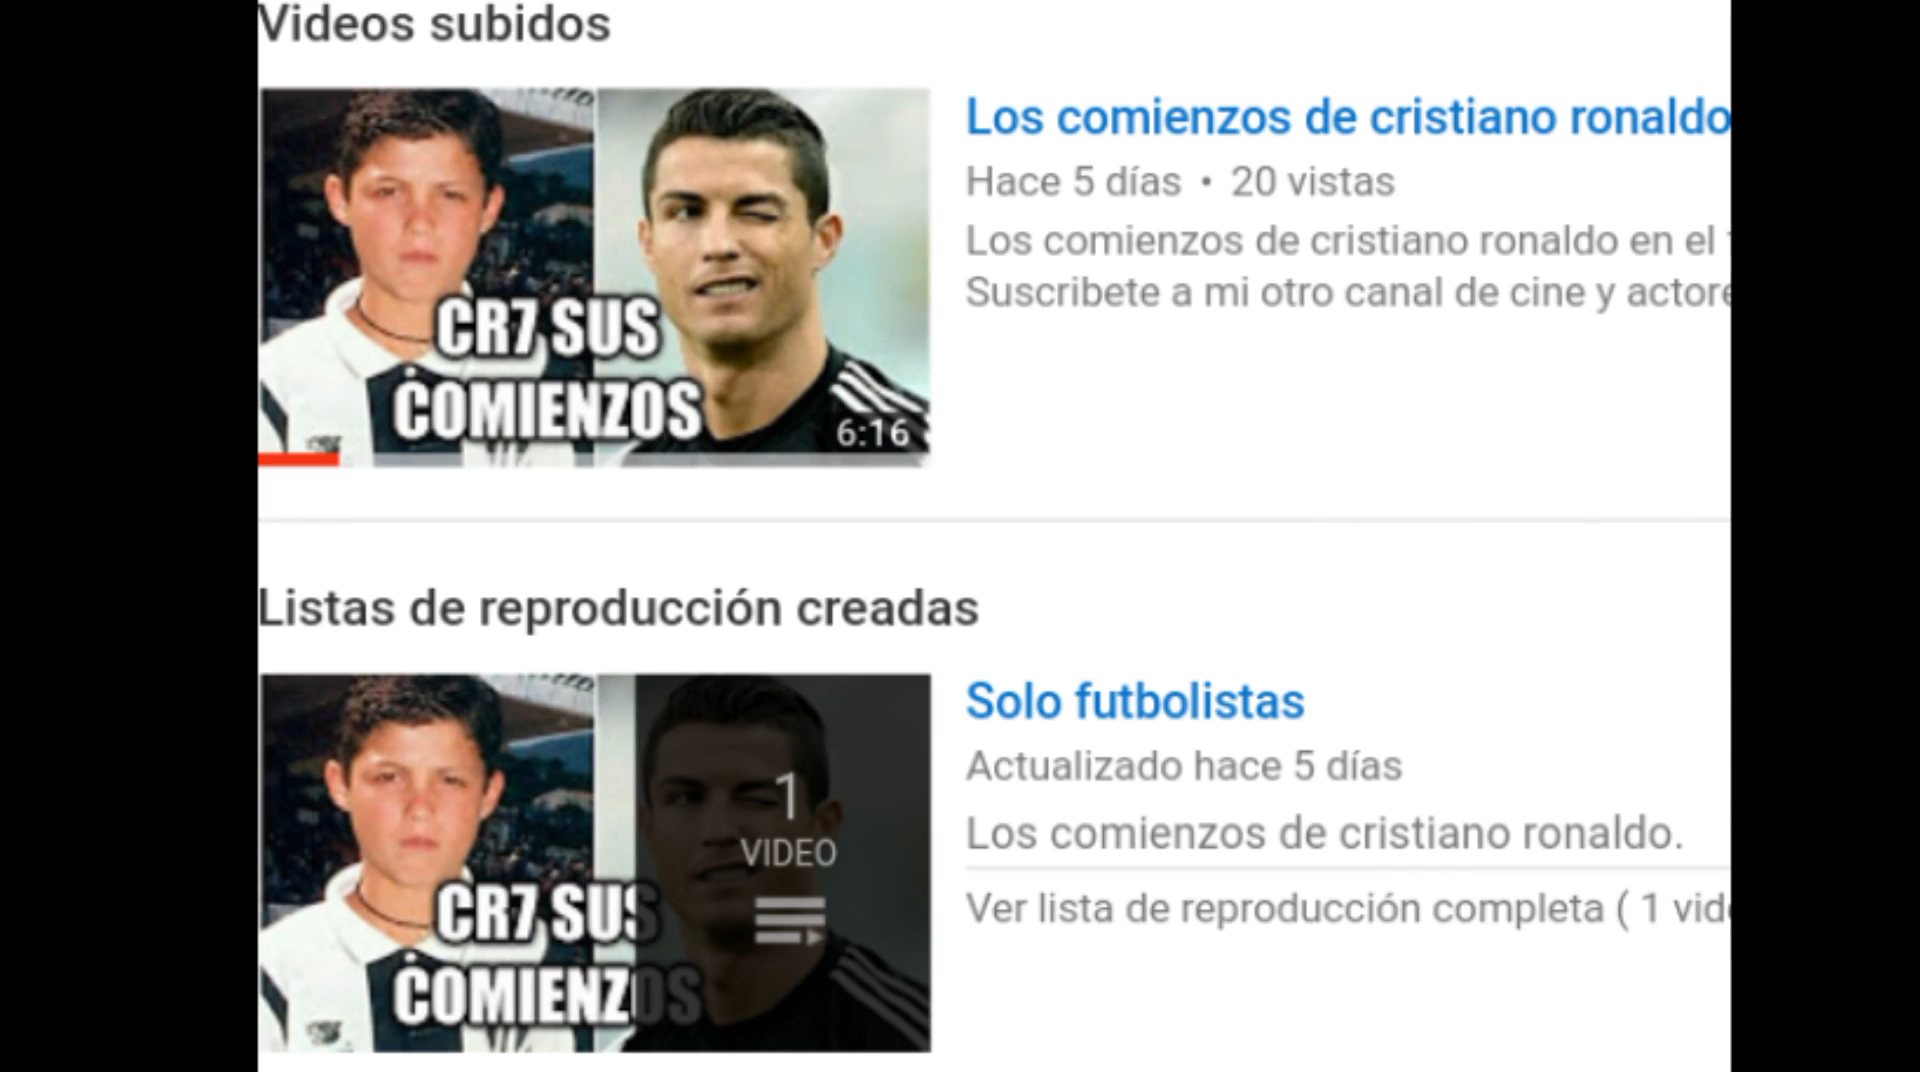 Videos subidos
CR7 SUS
COMIENZOS
6:16
Los comienzos de cristiano ronaldo
Hace 5 días • 20 vistas
Los comienzos de cristiano ronaldo en el
Suscribete a mi otro canal de cine y actore
Listas de reproducción creadas
CR7 SUS
COMIENZOS
1
VIDEO
Solo futbolistas
Actualizado hace 5 días
Los comienzos de cristiano ronaldo.
Ver lista de reproducción completa ( 1 vid